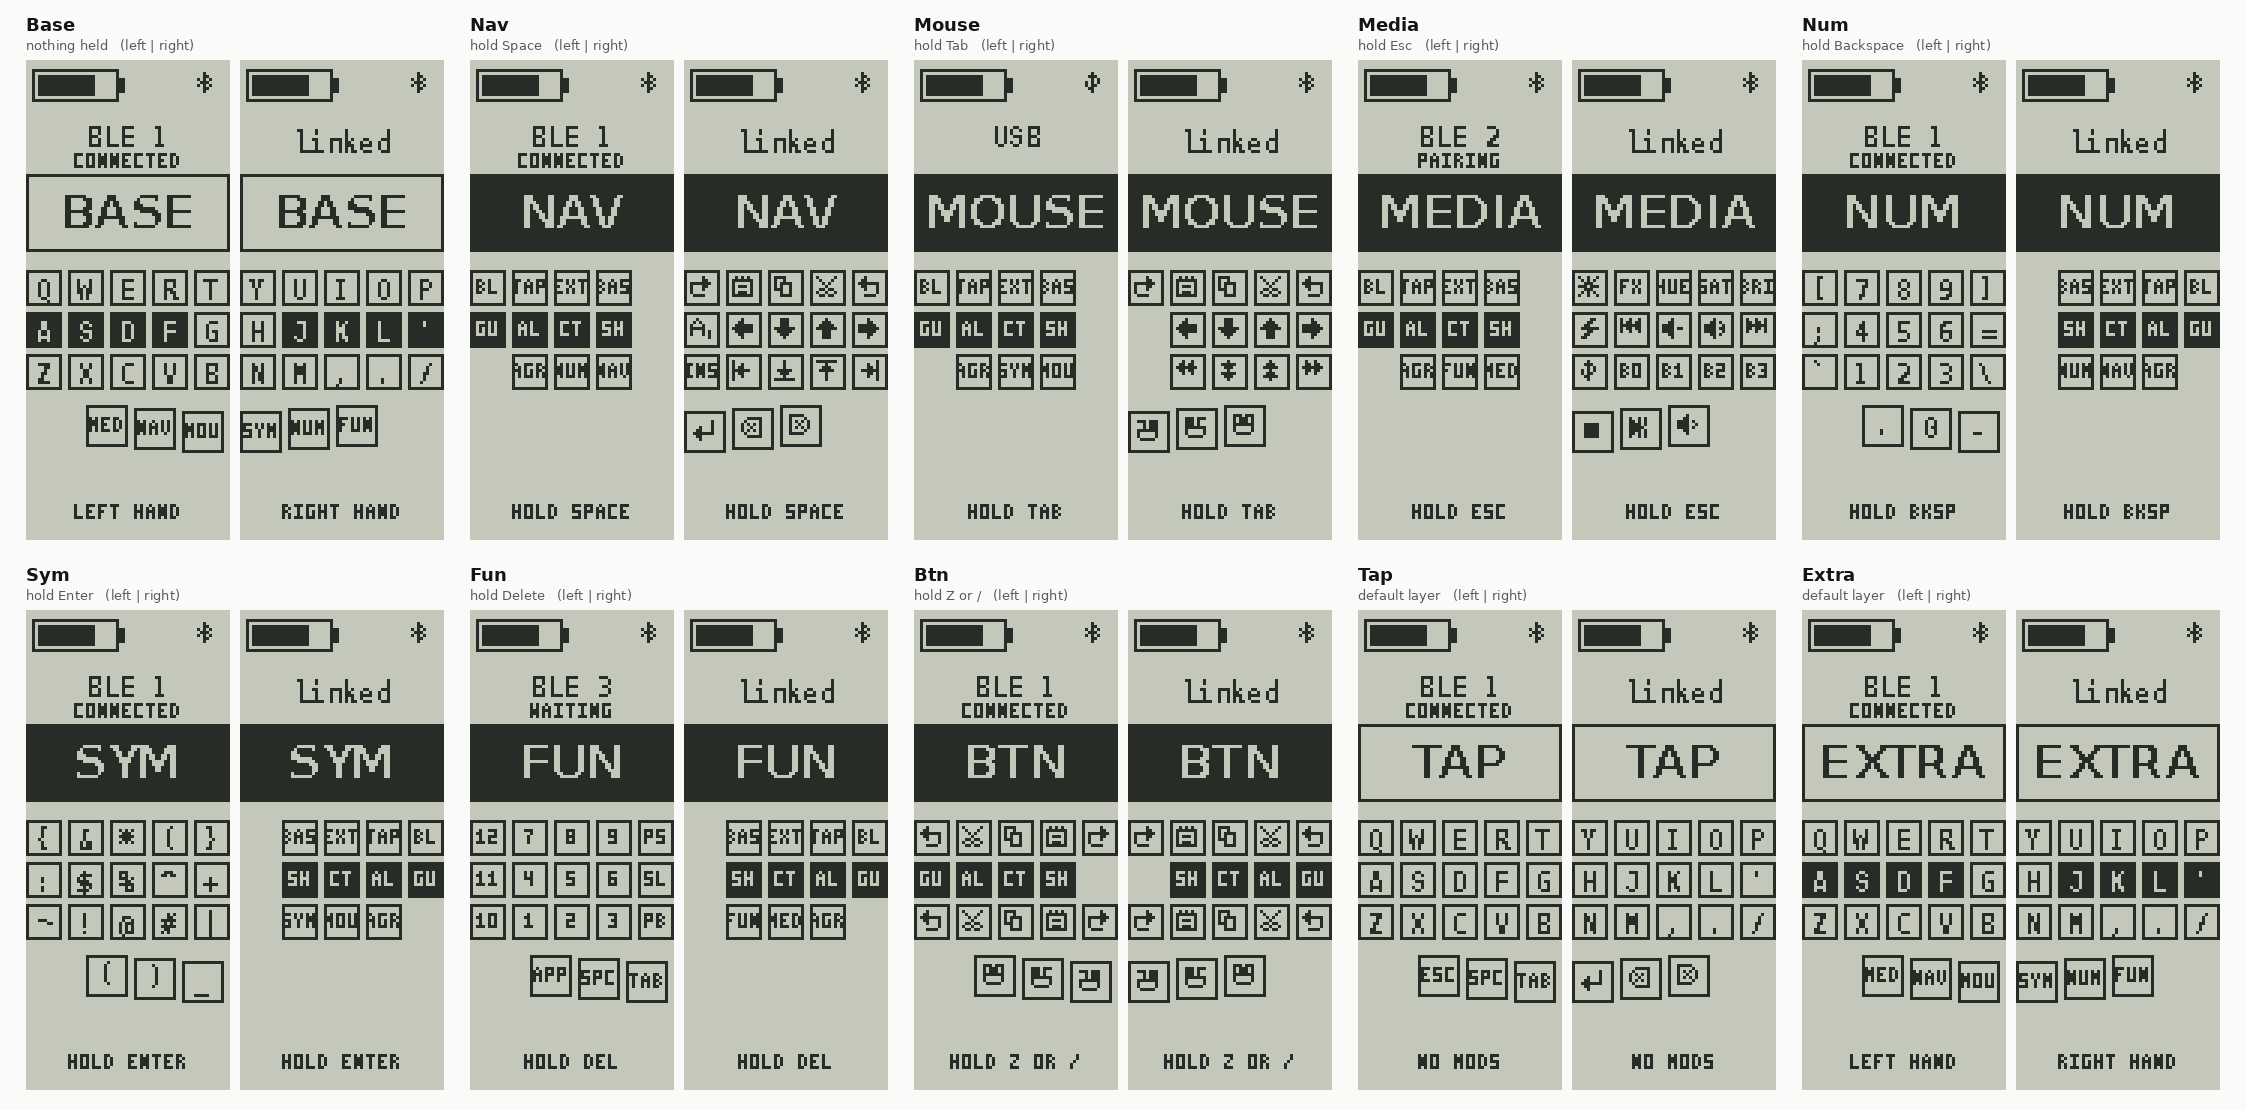 Base
nothing held (left | right)
BLE 1
CONNECTED
BASE
Q W E R T
A S D F G
Z X C V B
MED NAV MOU
LEFT HAND
linked
BASE
Y U I O P
H J K L '
N M , . /
SYM NUM FUN
RIGHT HAND
Nav
hold Space (left | right)
BLE 1
CONNECTED
NAV
BL TAP EXT BAS
GU AL CT SH
AGR NUM NAV
HOLD SPACE
linked
NAV
INS
HOLD SPACE
Mouse
hold Tab (left | right)
USB
MOUSE
BL TAP EXT BAS
GU AL CT SH
AGR SYM MOU
HOLD TAB
linked
MOUSE
HOLD TAB
Media
hold Esc (left | right)
BLE 2
PAIRING
MEDIA
BL TAP EXT BAS
GU AL CT SH
AGR FUN MED
HOLD ESC
linked
MEDIA
FX HUE SAT BRI
B0 B1 B2 B3
HOLD ESC
Num
hold Backspace (left | right)
BLE 1
CONNECTED
NUM
[ 7 8 9 ]
; 4 5 6 =
` 1 2 3 \
. 0 -
HOLD BKSP
linked
NUM
BAS EXT TAP BL
SH CT AL GU
NUM NAV AGR
HOLD BKSP
Sym
hold Enter (left | right)
BLE 1
CONNECTED
SYM
{ & * ( }
: $ % ^ +
~ ! @ # |
( ) _
HOLD ENTER
linked
SYM
BAS EXT TAP BL
SH CT AL GU
SYM MOU AGR
HOLD ENTER
Fun
hold Delete (left | right)
BLE 3
WAITING
FUN
12 7 8 9 PS
11 4 5 6 SL
10 1 2 3 PB
APP SPC TAB
HOLD DEL
linked
FUN
BAS EXT TAP BL
SH CT AL GU
FUN MED AGR
HOLD DEL
Btn
hold Z or / (left | right)
BLE 1
CONNECTED
BTN
GU AL CT SH
HOLD Z OR /
linked
BTN
SH CT AL GU
HOLD Z OR /
Tap
default layer (left | right)
BLE 1
CONNECTED
TAP
Q W E R T
A S D F G
Z X C V B
ESC SPC TAB
NO MODS
linked
TAP
Y U I O P
H J K L '
N M , . /
NO MODS
Extra
default layer (left | right)
BLE 1
CONNECTED
EXTRA
Q W E R T
A S D F G
Z X C V B
MED NAV MOU
LEFT HAND
linked
EXTRA
Y U I O P
H J K L '
N M , . /
SYM NUM FUN
RIGHT HAND